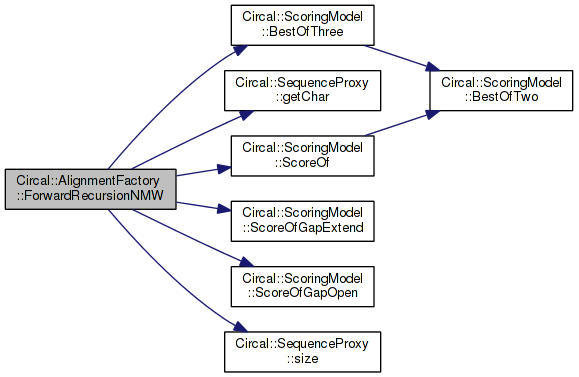 Circal::ScoringModel
::BestOfThree
Circal::SequenceProxy
::getChar
Circal::ScoringModel
::BestOfTwo
Circal::ScoringModel
::ScoreOf
Circal::AlignmentFactory
::ForwardRecursionNMW
Circal::ScoringModel
::ScoreOfGapExtend
Circal::ScoringModel
::ScoreOfGapOpen
Circal::SequenceProxy
::size